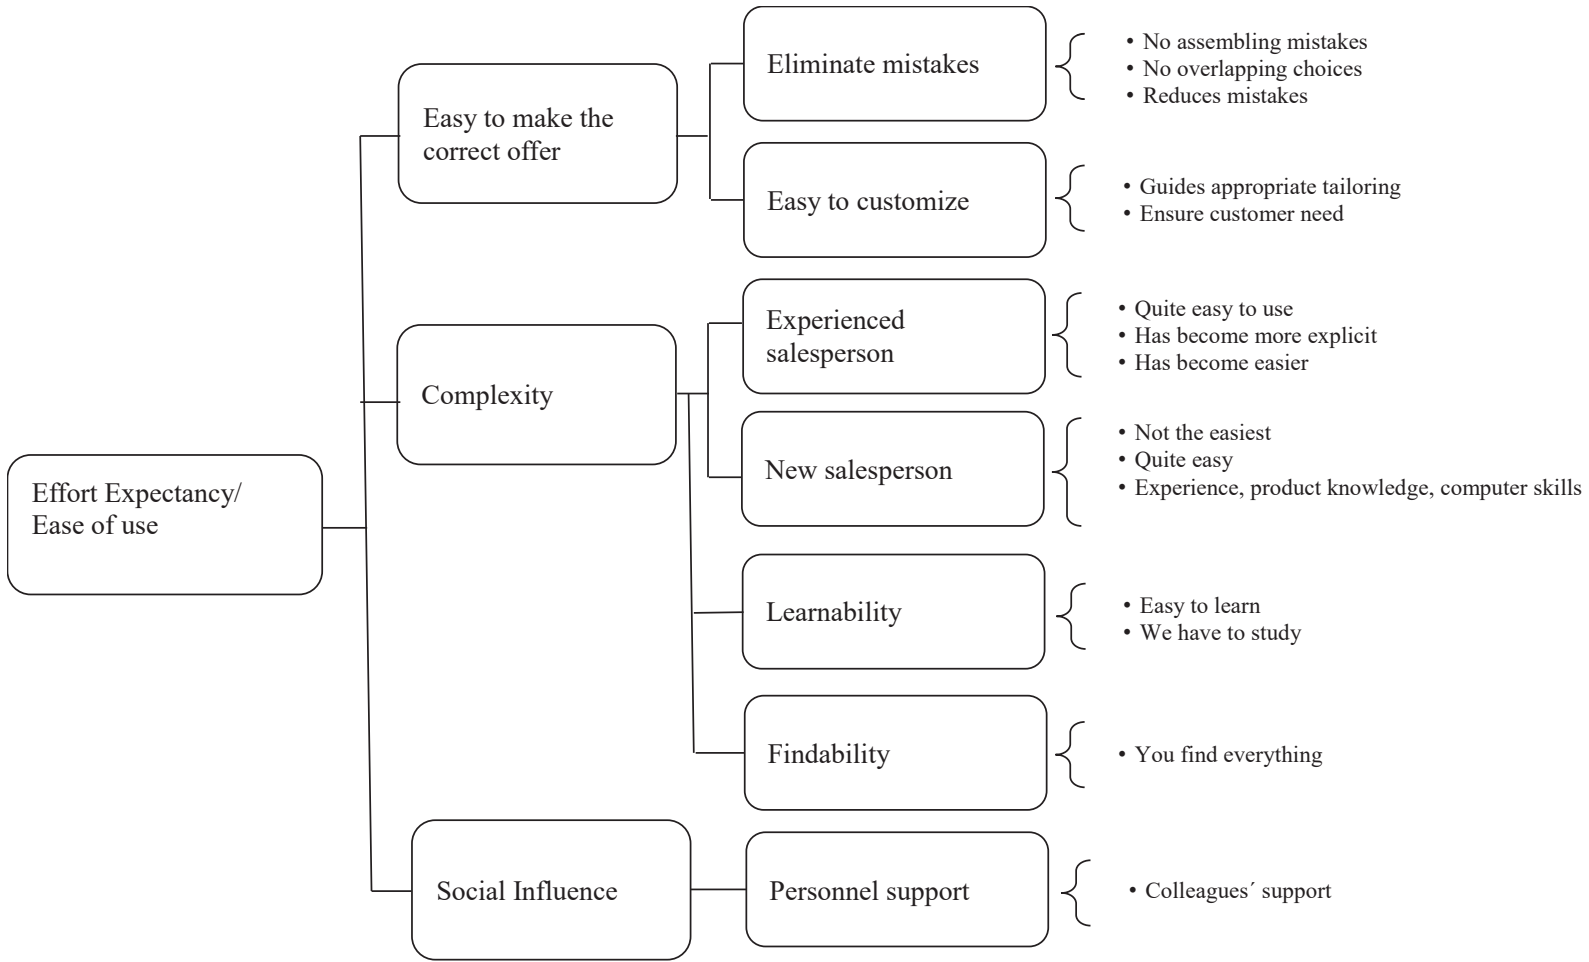 Eliminate mistakes
• No assembling mistakes
• No overlapping choices
• Reduces mistakes
Easy to make the
correct offer
Easy to customize
• Guides appropriate tailoring
• Ensure customer need
Experienced
salesperson
• Quite easy to use
• Has become more explicit
• Has become easier
Complexity
New salesperson
• Not the easiest
• Quite easy
• Experience, product knowledge, computer skills
Effort Expectancy/
Ease of use
Learnability
• Easy to learn
• We have to study
Findability
• You find everything
Social Influence
Personnel support
• Colleagues´ support